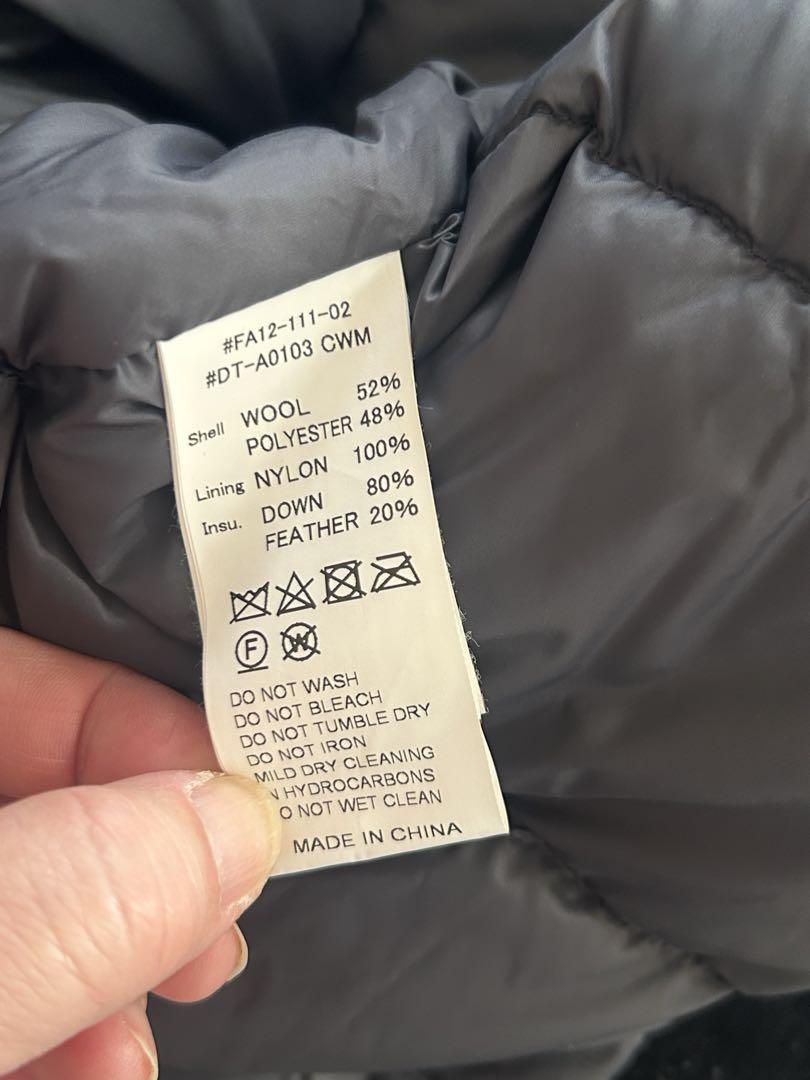 #FA12-111-02
#DT-A0103 CWM
Shell WOOL 52%
POLYESTER 48%
Lining NYLON 100%
Insu. DOWN 80%
FEATHER 20%
F W
DO NOT WASH
DO NOT BLEACH
DO NOT TUMBLE DRY
DO NOT IRON
MILD DRY CLEANING
N HYDROCARBONS
O NOT WET CLEAN
MADE IN CHINA